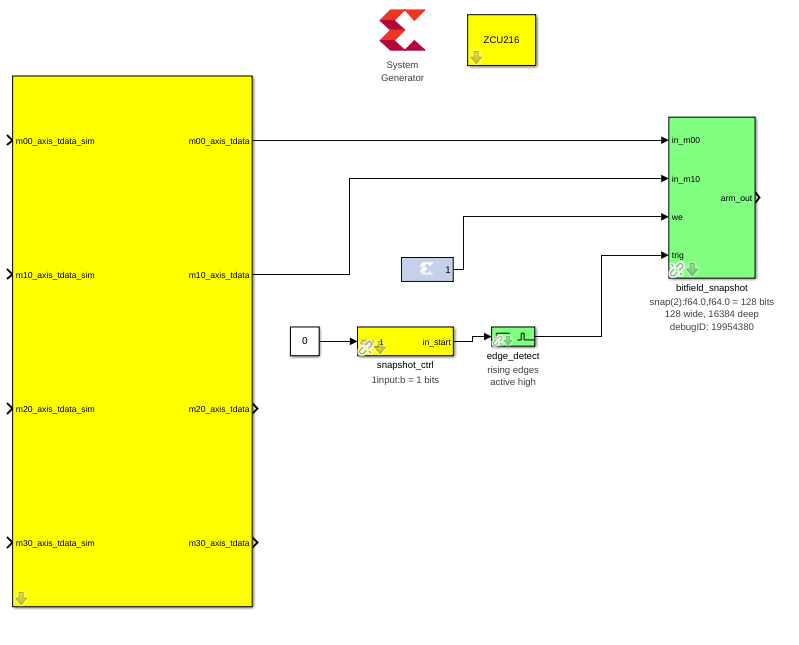 System
Generator
ZCU216
m00_axis_tdata_sim
m00_axis_tdata
m10_axis_tdata_sim
m10_axis_tdata
m20_axis_tdata_sim
m20_axis_tdata
m30_axis_tdata_sim
m30_axis_tdata
in_m00
in_m10
we
trig
arm_out
bitfield_snapshot
snap(2):f64.0,f64.0 = 128 bits
128 wide, 16384 deep
debugID: 19954380
1
0
in_start
snapshot_ctrl
1input:b = 1 bits
edge_detect
rising edges
active high